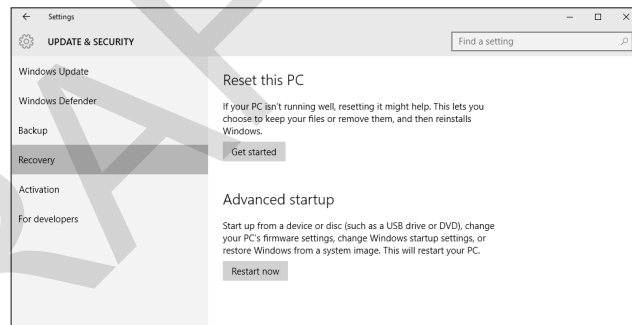 Settings
UPDATE & SECURITY
Find a setting
Windows Update
Windows Defender
Backup
Recovery
Activation
For developers
Reset this PC
If your PC isn't running well, resetting it might help. This lets you
choose to keep your files or remove them, and then reinstalls
Windows.
Get started
Advanced startup
Start up from a device or disc (such as a USB drive or DVD), change
your PC's firmware settings, change Windows startup settings, or
restore Windows from a system image. This will restart your PC.
Restart now